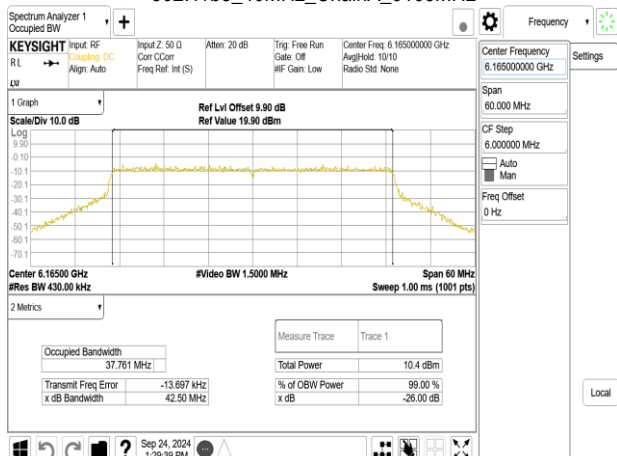 Spectrum Analyzer 1
Occupied BW
+
Frequency
Settings
KEYSIGHT
RL
Input: RF
Coupling: DC
Align: Auto
Input Z: 50 Ω
Corr CCorr
Freq Ref: Int (S)
Atten: 20 dB
Trig: Free Run
Gate: Off
#IF Gain: Low
Center Freq: 6.165000000 GHz
Avg|Hold: 10/10
Radio Std: None
Center Frequency
6.165000000 GHz
Span
60.000 MHz
CF Step
6.000000 MHz
Auto
Man
Freq Offset
0 Hz
Local
1 Graph
Scale/Div 10.0 dB
Ref Lvl Offset 9.90 dB
Ref Value 19.90 dBm
Log
9.90
-0.10
-10.1
-20.1
-30.1
-40.1
-50.1
-60.1
-70.1
Center 6.16500 GHz
#Res BW 430.00 kHz
#Video BW 1.5000 MHz
Span 60 MHz
Sweep 1.00 ms (1001 pts)
2 Metrics
Measure Trace Trace 1
Occupied Bandwidth
37.761 MHz
Total Power 10.4 dBm
Transmit Freq Error -13.697 kHz
% of OBW Power 99.00 %
x dB Bandwidth 42.50 MHz
x dB -26.00 dB
?
Sep 24, 2024
1:29:39 PM